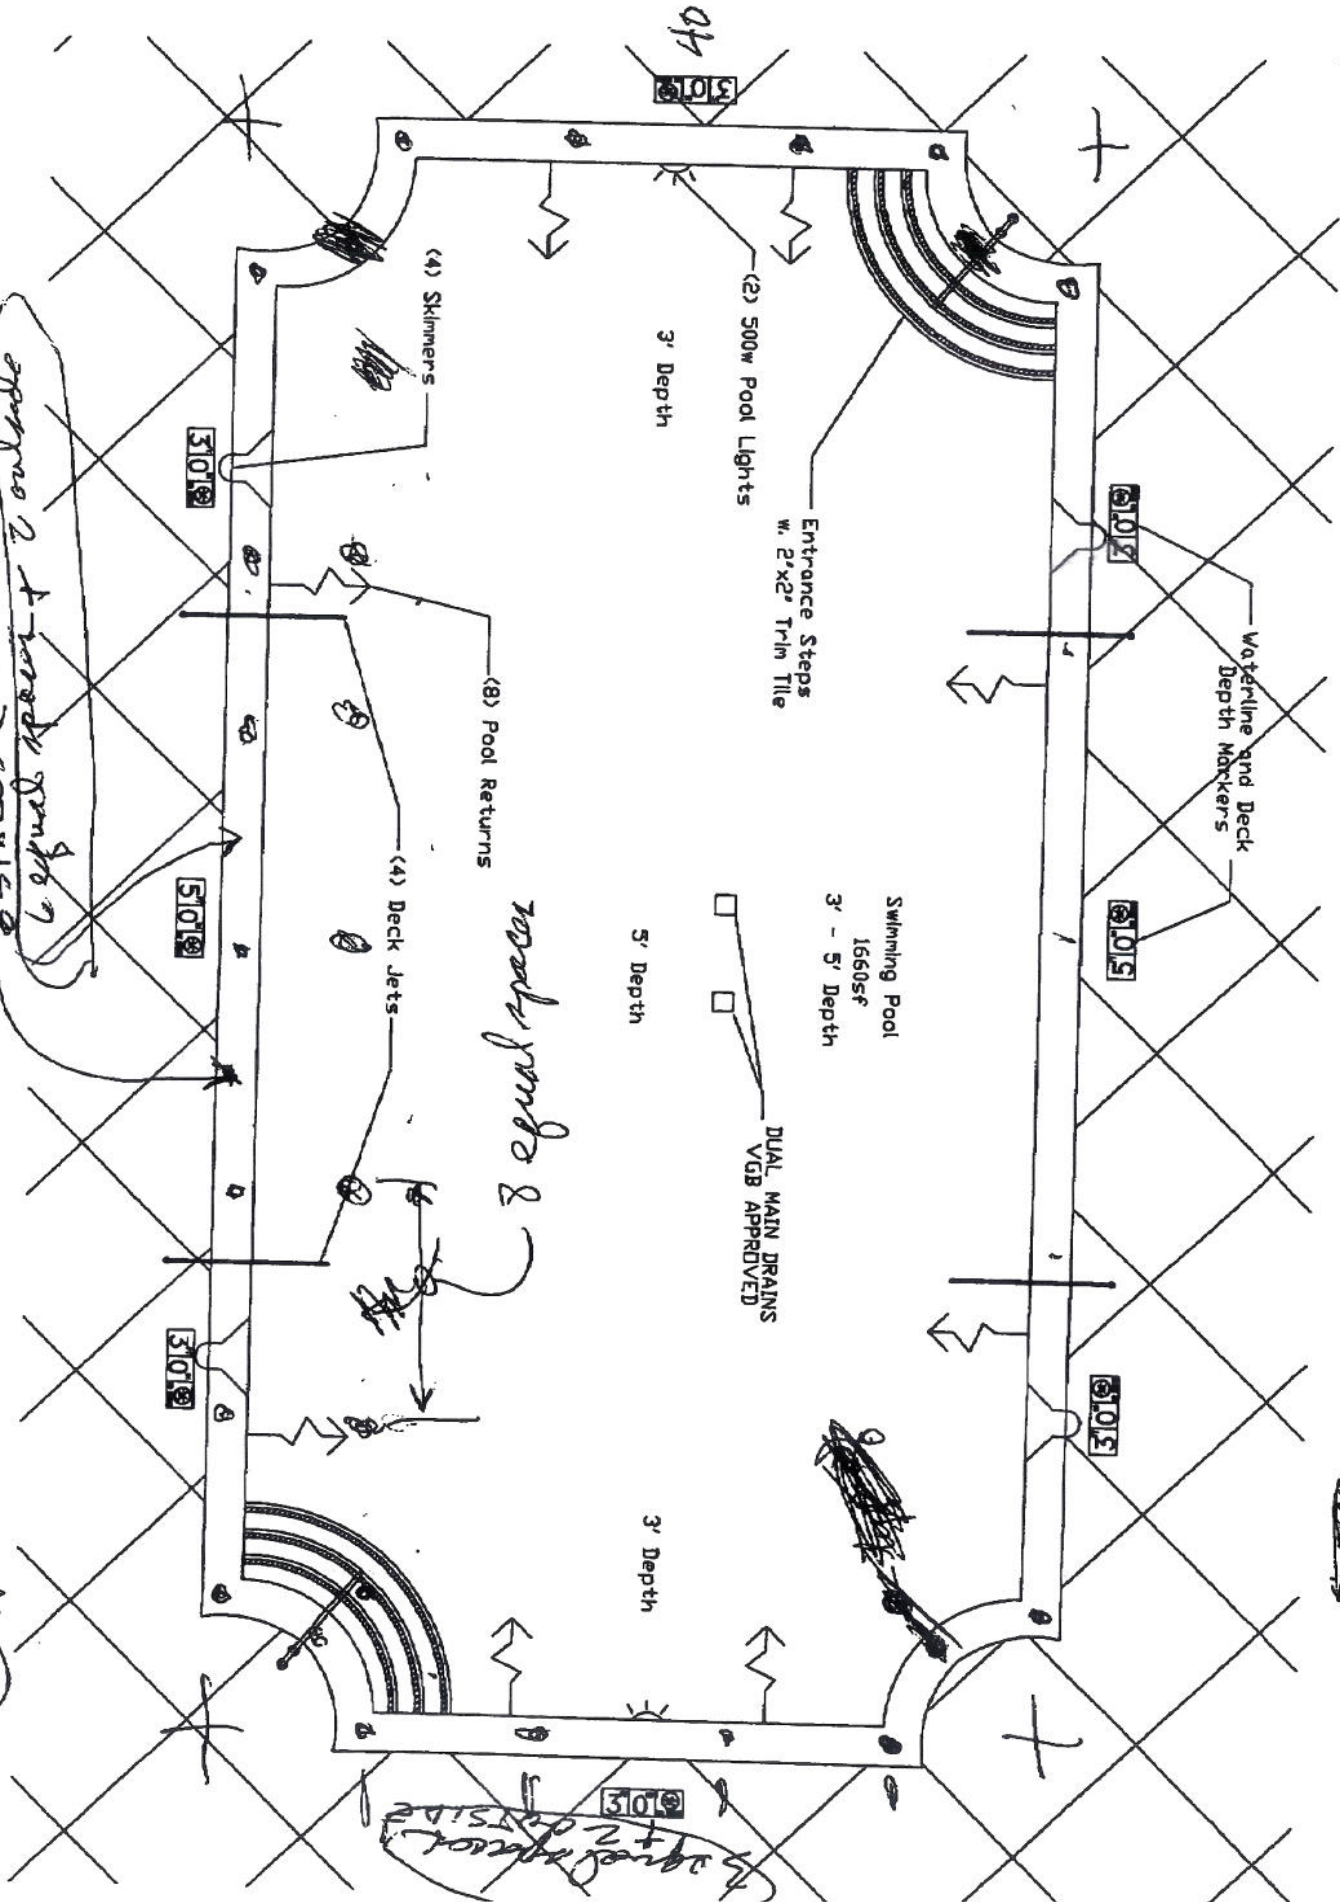 (2) 500w Pool Lights
Entrance Steps
w. 2"x2" Trim Tile
Waterline and Deck
Depth Markers
(4) Skimmers
3' Depth
(8) Pool Returns
(4) Deck Jets
Swimming Pool
1660sf
3' - 5' Depth
5' Depth
DUAL MAIN DRAINS
VGB APPROVED
3' Depth
3'0"
3'0"
5'0"
3'0"
3'0"
5'0"
3'0"
3'0"
8 equal spaces
6 equal spaces + 2 outside
3 equal spaced
+ 2 outside